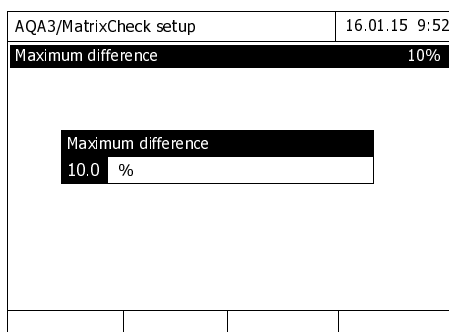 AQA3/MatrixCheck setup 16.01.15 9:52
Maximum difference 10%
Maximum difference
10.0 %